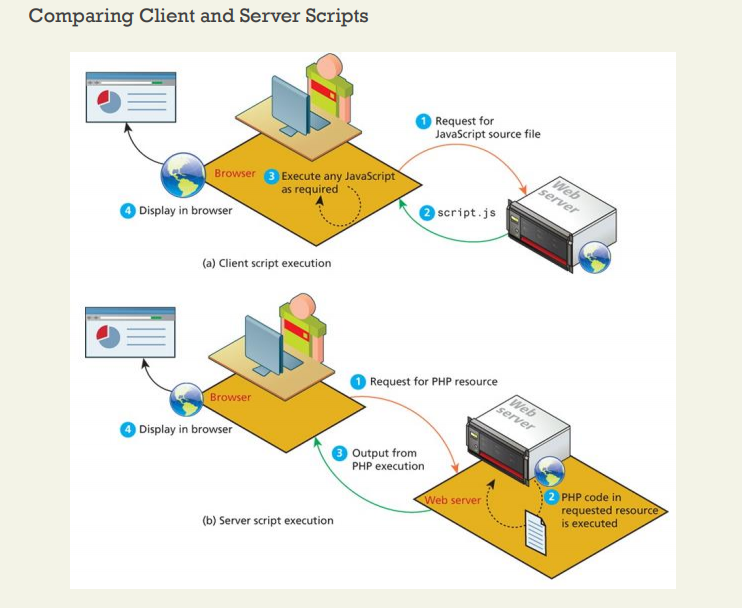 Comparing Client and Server Scripts
1 Request for
JavaScript source file
Web
server
Browser
3 Execute any JavaScript
as required
2 script.js
4 Display in browser
(a) Client script execution
1 Request for PHP resource
Web
server
Browser
4 Display in browser
3 Output from
PHP execution
Web server
2 PHP code in
requested resource
is executed
(b) Server script execution